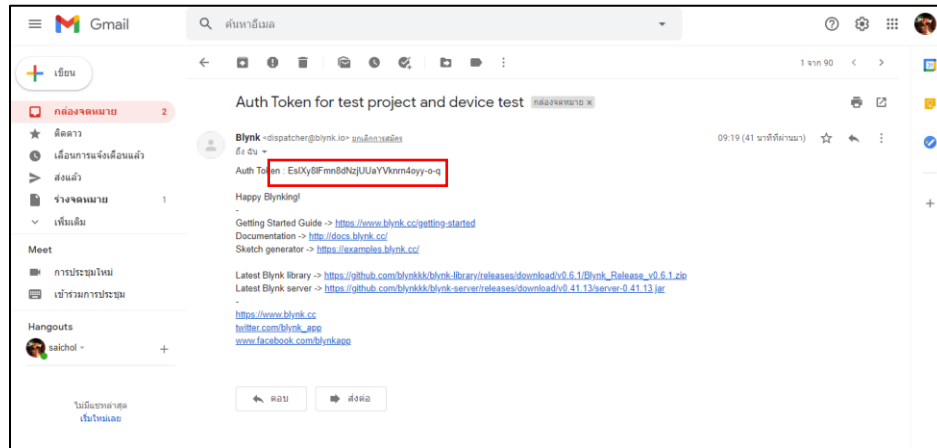 Gmail
ค้นหาอีเมล
เขียน
1 จาก 90
กล่องจดหมาย 2
ติดดาว
เลื่อนการแจ้งเตือนแล้ว
ส่งแล้ว
ร่างจดหมาย 1
เพิ่มเติม
Meet
การประชุมใหม่
เข้าร่วมการประชุม
Hangouts
saichol
ไม่มีแชทล่าสุด
เริ่มใหม่เลย
Auth Token for test project and device test กล่องจดหมาย x
Blynk <dispatcher@blynk.io> ยกเลิกการสมัคร 09:19 (41 นาทีที่ผ่านมา)
ถึง ฉัน
Auth Token : EslXy8lFmn8dNzjUUaYVknrn4oyy-o-q
Happy Blynking!
-
Getting Started Guide -> https://www.blynk.cc/getting-started
Documentation -> http://docs.blynk.cc/
Sketch generator -> https://examples.blynk.cc/
Latest Blynk library -> https://github.com/blynkkk/blynk-library/releases/download/v0.6.1/Blynk_Release_v0.6.1.zip
Latest Blynk server -> https://github.com/blynkkk/blynk-server/releases/download/v0.41.13/server-0.41.13.jar
-
https://www.blynk.cc
twitter.com/blynk_app
www.facebook.com/blynkapp
ตอบ
ส่งต่อ